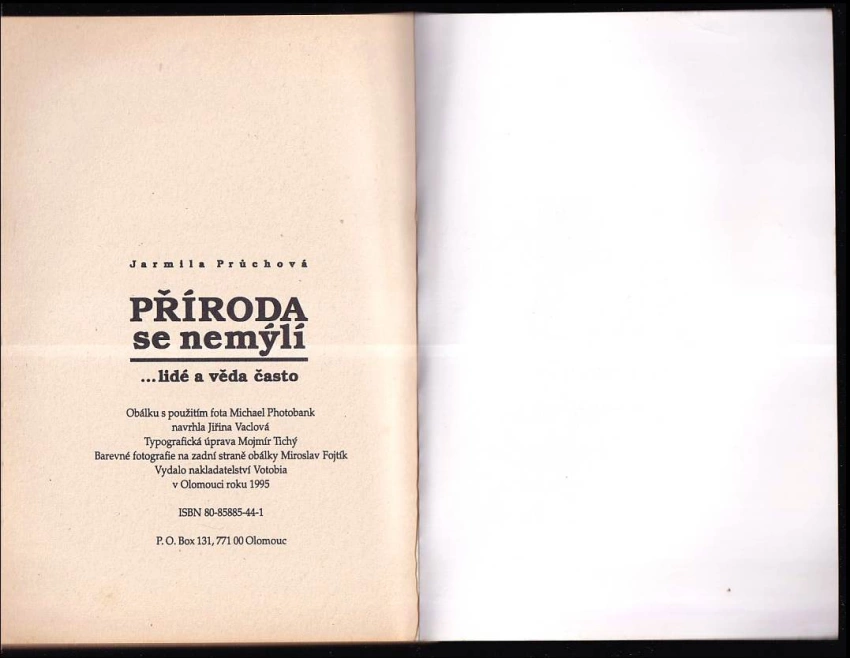 Jarmila Průchová
PŘÍRODA
se nemýlí
...lidé a věda často
Obálku s použitím fota Michael Photobank
navrhla Jiřina Vaclová
Typografická úprava Mojmír Tichý
Barevné fotografie na zadní straně obálky Miroslav Fojtík
Vydalo nakladatelství Votobia
v Olomouci roku 1995
ISBN 80-85885-44-1
P. O. Box 131, 771 00 Olomouc